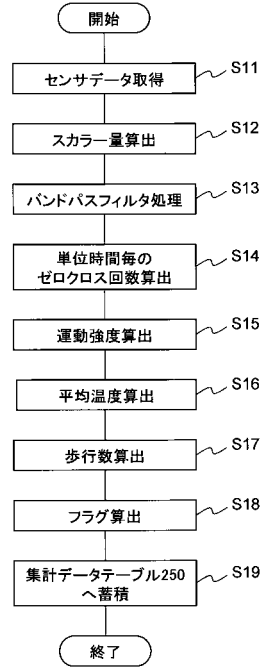 開始
センサデータ取得
S11
スカラー量算出
S12
バンドパスフィルタ処理
S13
単位時間毎の
ゼロクロス回数算出
S14
運動強度算出
S15
平均温度算出
S16
歩行数算出
S17
フラグ算出
S18
集計データテーブル250
へ蓄積
S19
終了